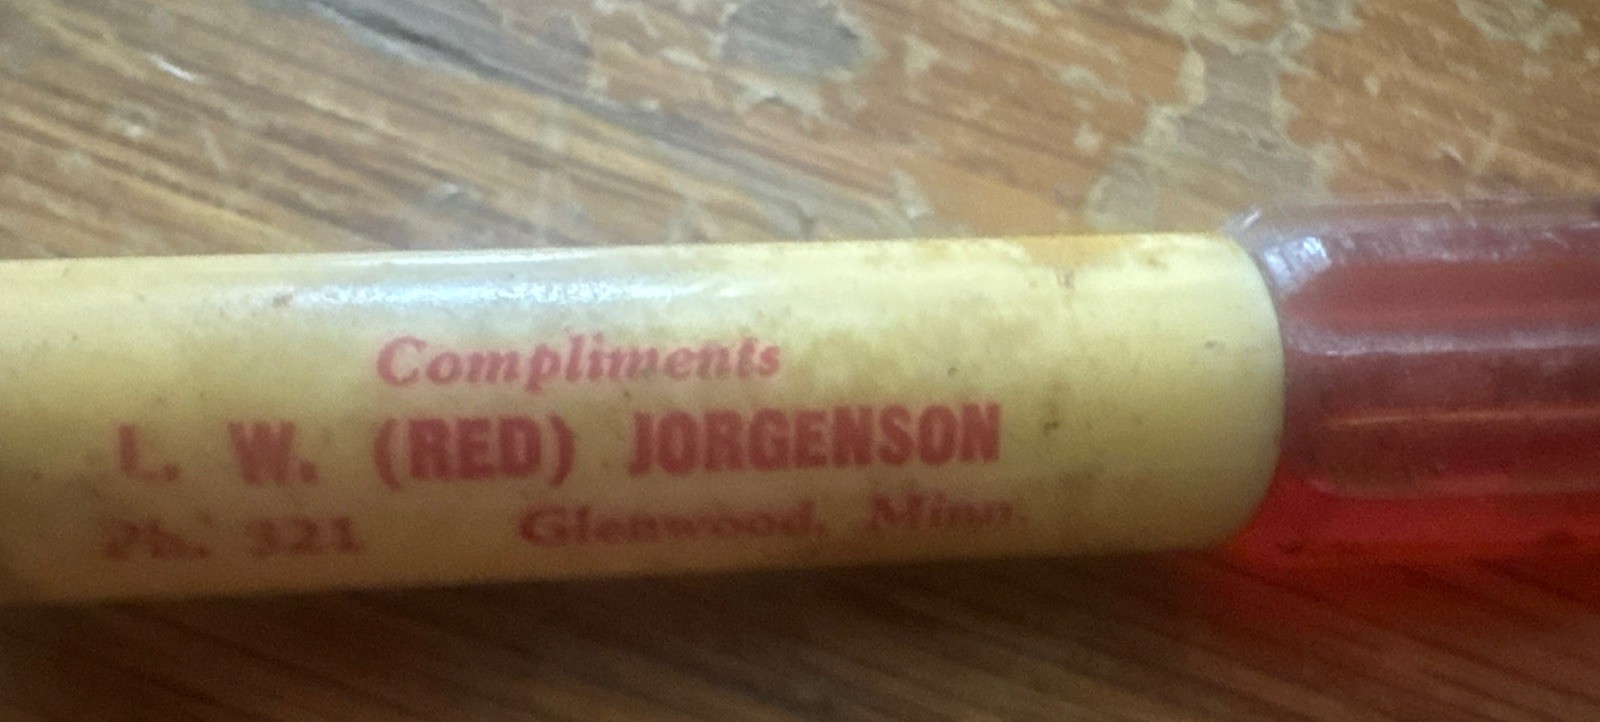 Compliments
L. W. (RED) JORGENSON
Ph. 321 Glenwood, Minn.